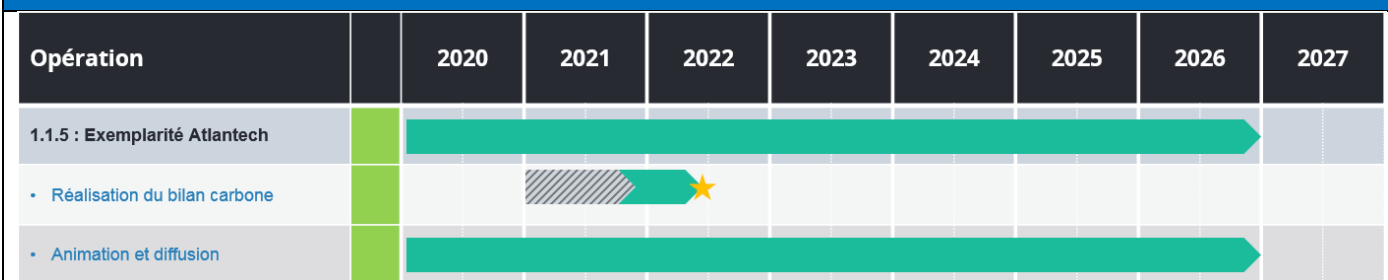 Opération 2020 2021 2022 2023 2024 2025 2026 2027
1.1.5 : Exemplarité Atlantech
• Réalisation du bilan carbone
• Animation et diffusion